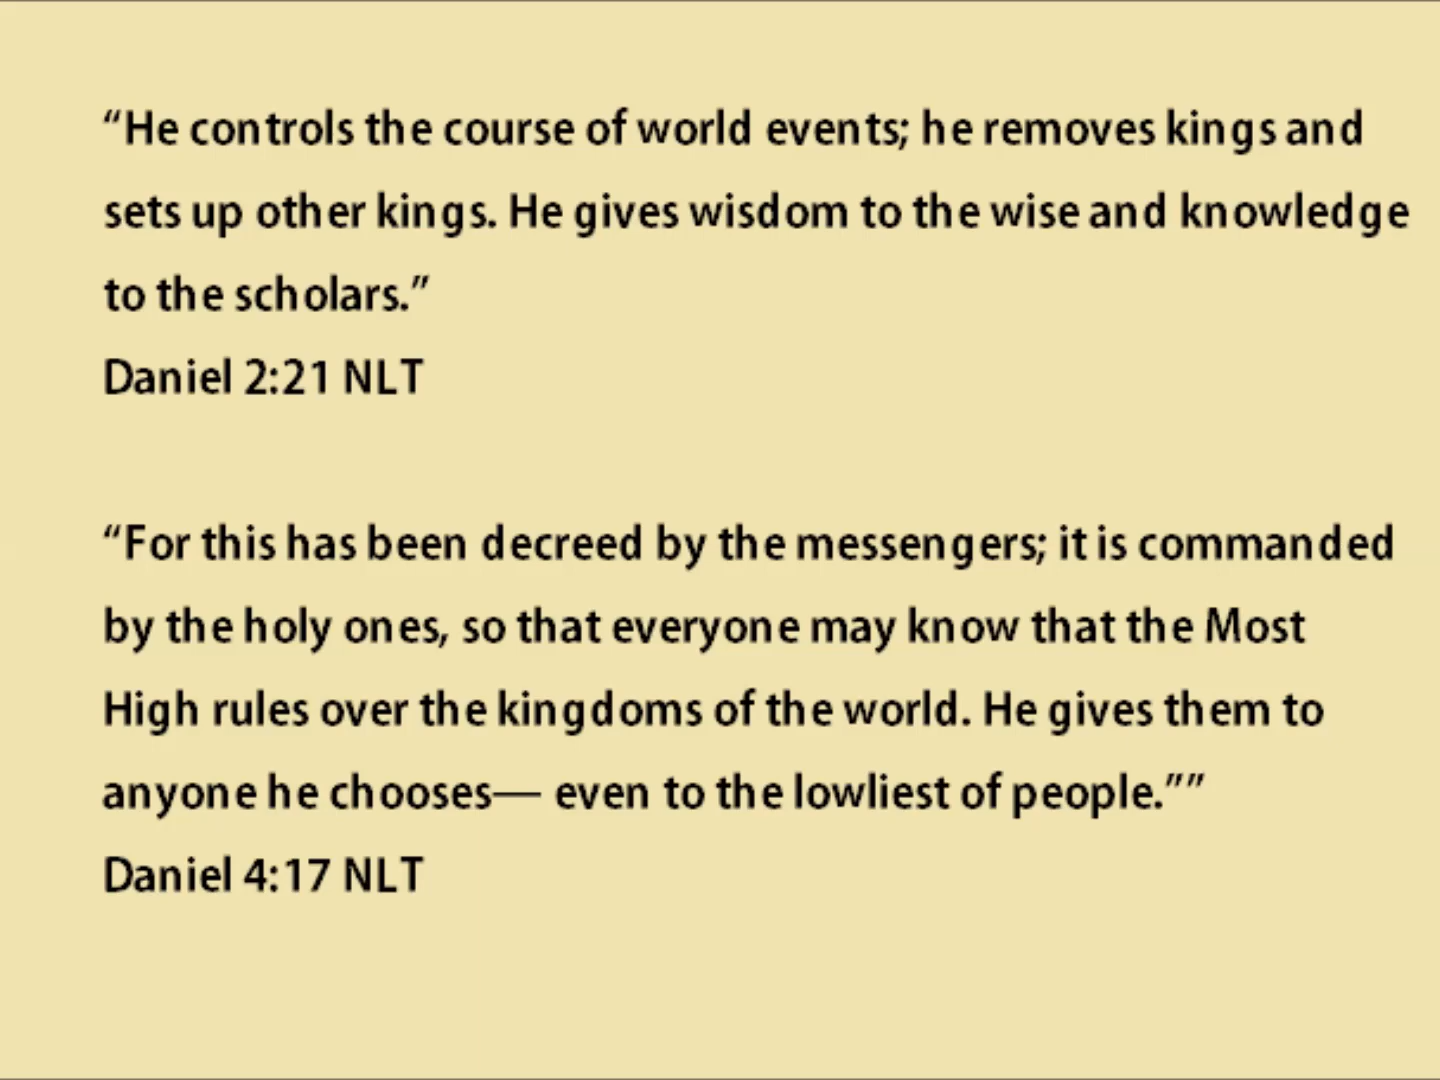 “He controls the course of world events; he removes kings and
sets up other kings. He gives wisdom to the wise and knowledge
to the scholars.”
Daniel 2:21 NLT
“For this has been decreed by the messengers; it is commanded
by the holy ones, so that everyone may know that the Most
High rules over the kingdoms of the world. He gives them to
anyone he chooses— even to the lowliest of people.””
Daniel 4:17 NLT